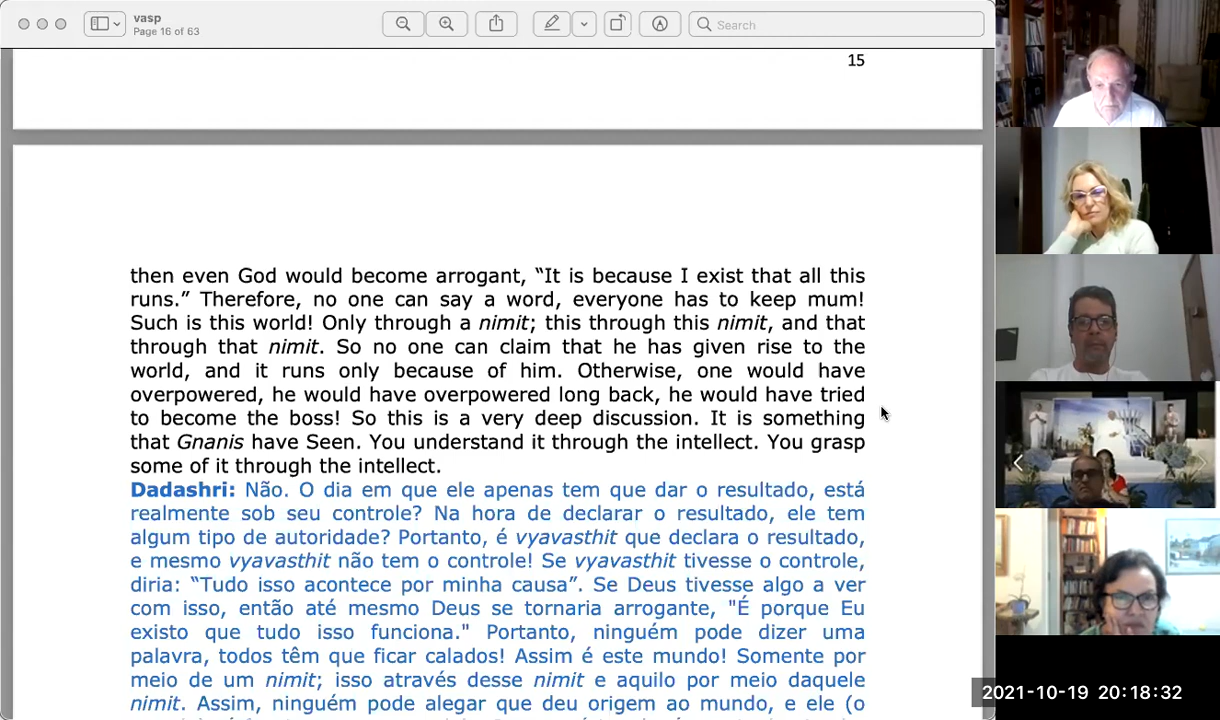 vasp
Page 16 of 63
Search
15
then even God would become arrogant, “It is because I exist that all this
runs.” Therefore, no one can say a word, everyone has to keep mum!
Such is this world! Only through a nimit; this through this nimit, and that
through that nimit. So no one can claim that he has given rise to the
world, and it runs only because of him. Otherwise, one would have
overpowered, he would have overpowered long back, he would have tried
to become the boss! So this is a very deep discussion. It is something
that Gnanis have Seen. You understand it through the intellect. You grasp
some of it through the intellect.
Dadashri: Não. O dia em que ele apenas tem que dar o resultado, está
realmente sob seu controle? Na hora de declarar o resultado, ele tem
algum tipo de autoridade? Portanto, é vyavasthit que declara o resultado,
e mesmo vyavasthit não tem o controle! Se vyavasthit tivesse o controle,
diria: “Tudo isso acontece por minha causa”. Se Deus tivesse algo a ver
com isso, então até mesmo Deus se tornaria arrogante, "É porque Eu
existo que tudo isso funciona." Portanto, ninguém pode dizer uma
palavra, todos têm que ficar calados! Assim é este mundo! Somente por
meio de um nimit; isso através desse nimit e aquilo por meio daquele
nimit. Assim, ninguém pode alegar que deu origem ao mundo, e ele (o
2021-10-19 20:18:32